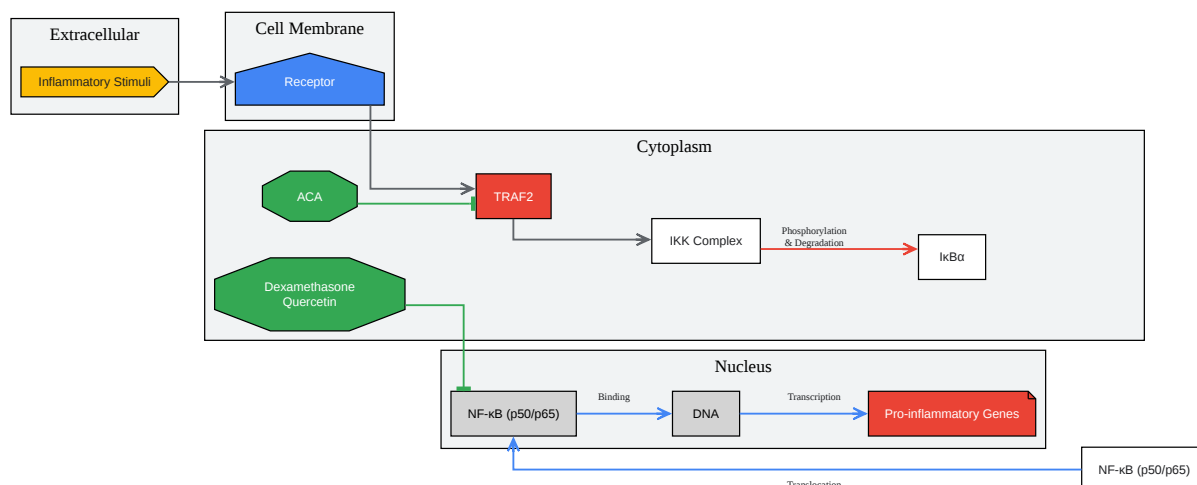 Extracellular
Inflammatory Stimuli
Cell Membrane
Receptor
Cytoplasm
ACA
TRAF2
IKK Complex
Phosphorylation
& Degradation
IκBα
Dexamethasone
Quercetin
Nucleus
NF-κB (p50/p65)
Binding
DNA
Transcription
Pro-inflammatory Genes
NF-κB (p50/p65)
Translocation